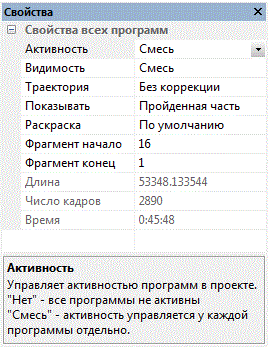 Свойства
Свойства всех программ
Активность Смесь
Видимость Смесь
Траектория Без коррекции
Показывать Пройденная часть
Раскраска По умолчанию
Фрагмент начало 16
Фрагмент конец 1
Длина 53348.133544
Число кадров 2890
Время 0:45:48
Активность
Управляет активностью программ в проекте.
"Нет" - все программы не активны
"Смесь" - активность управляется у каждой
программы отдельно.